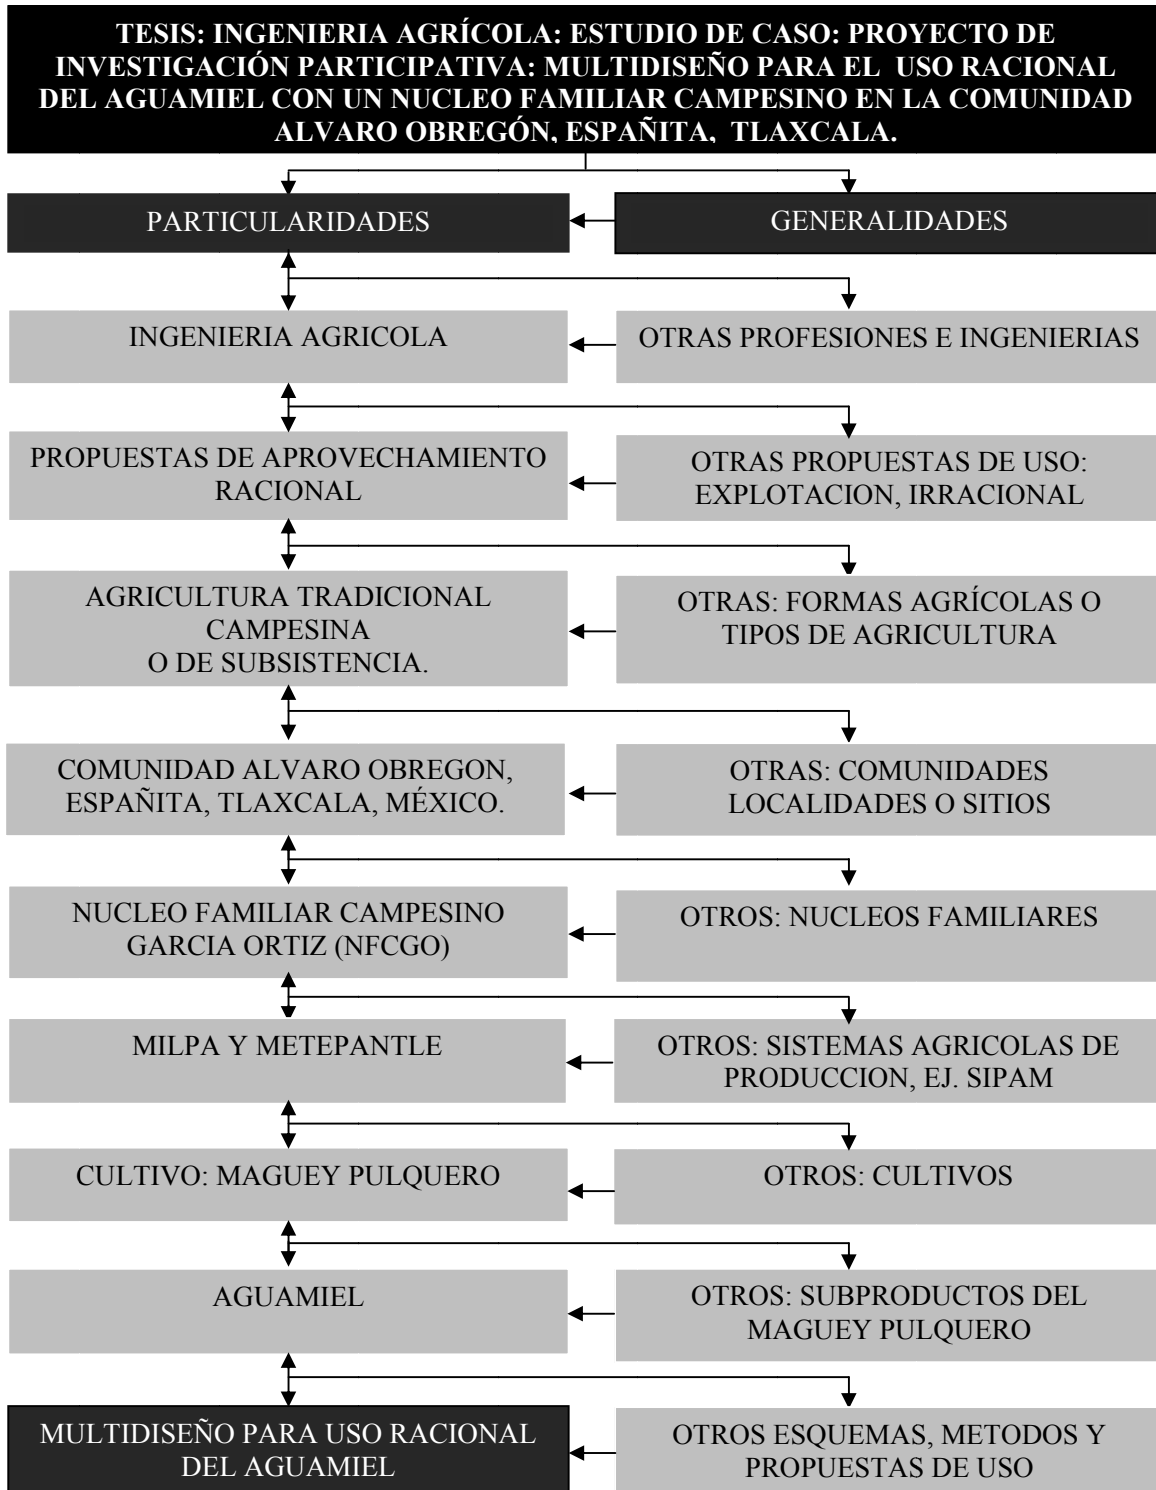 TESIS: INGENIERIA AGRÍCOLA: ESTUDIO DE CASO: PROYECTO DE
INVESTIGACIÓN PARTICIPATIVA: MULTIDISEÑO PARA EL USO RACIONAL
DEL AGUAMIEL CON UN NUCLEO FAMILIAR CAMPESINO EN LA COMUNIDAD
ALVARO OBREGÓN, ESPAÑITA, TLAXCALA.
PARTICULARIDADES
GENERALIDADES
INGENIERIA AGRICOLA
OTRAS PROFESIONES E INGENIERIAS
PROPUESTAS DE APROVECHAMIENTO
RACIONAL
OTRAS PROPUESTAS DE USO:
EXPLOTACION, IRRACIONAL
AGRICULTURA TRADICIONAL
CAMPESINA
O DE SUBSISTENCIA.
OTRAS: FORMAS AGRÍCOLAS O
TIPOS DE AGRICULTURA
COMUNIDAD ALVARO OBREGON,
ESPAÑITA, TLAXCALA, MÉXICO.
OTRAS: COMUNIDADES
LOCALIDADES O SITIOS
NUCLEO FAMILIAR CAMPESINO
GARCIA ORTIZ (NFCGO)
OTROS: NUCLEOS FAMILIARES
MILPA Y METEPANTLE
OTROS: SISTEMAS AGRICOLAS DE
PRODUCCION, EJ. SIPAM
CULTIVO: MAGUEY PULQUERO
OTROS: CULTIVOS
AGUAMIEL
OTROS: SUBPRODUCTOS DEL
MAGUEY PULQUERO
MULTIDISEÑO PARA USO RACIONAL
DEL AGUAMIEL
OTROS ESQUEMAS, METODOS Y
PROPUESTAS DE USO